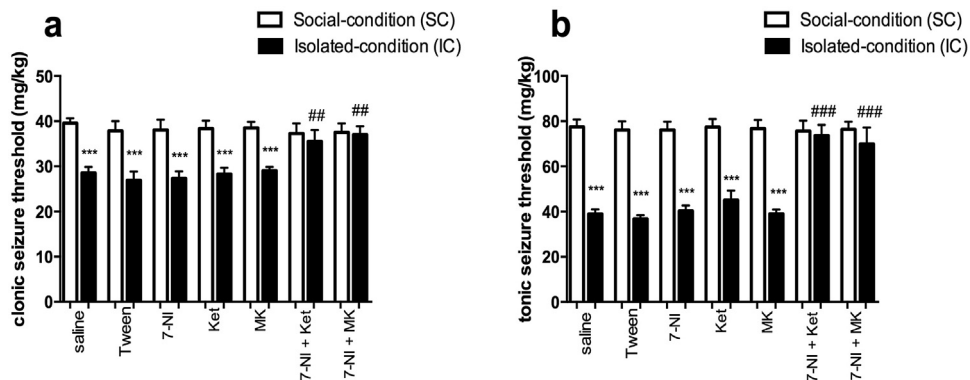 a
Social-condition (SC)
Isolated-condition (IC)
clonic seizure threshold (mg/kg)
50
40
30
20
10
0
*** *** *** *** *** ## ##
saline
Tween
7-NI
Ket
MK
7-NI + Ket
7-NI + MK
b
Social-condition (SC)
Isolated-condition (IC)
tonic seizure threshold (mg/kg)
100
80
60
40
20
0
*** *** *** *** *** ### ###
saline
Tween
7-NI
Ket
MK
7-NI + Ket
7-NI + MK